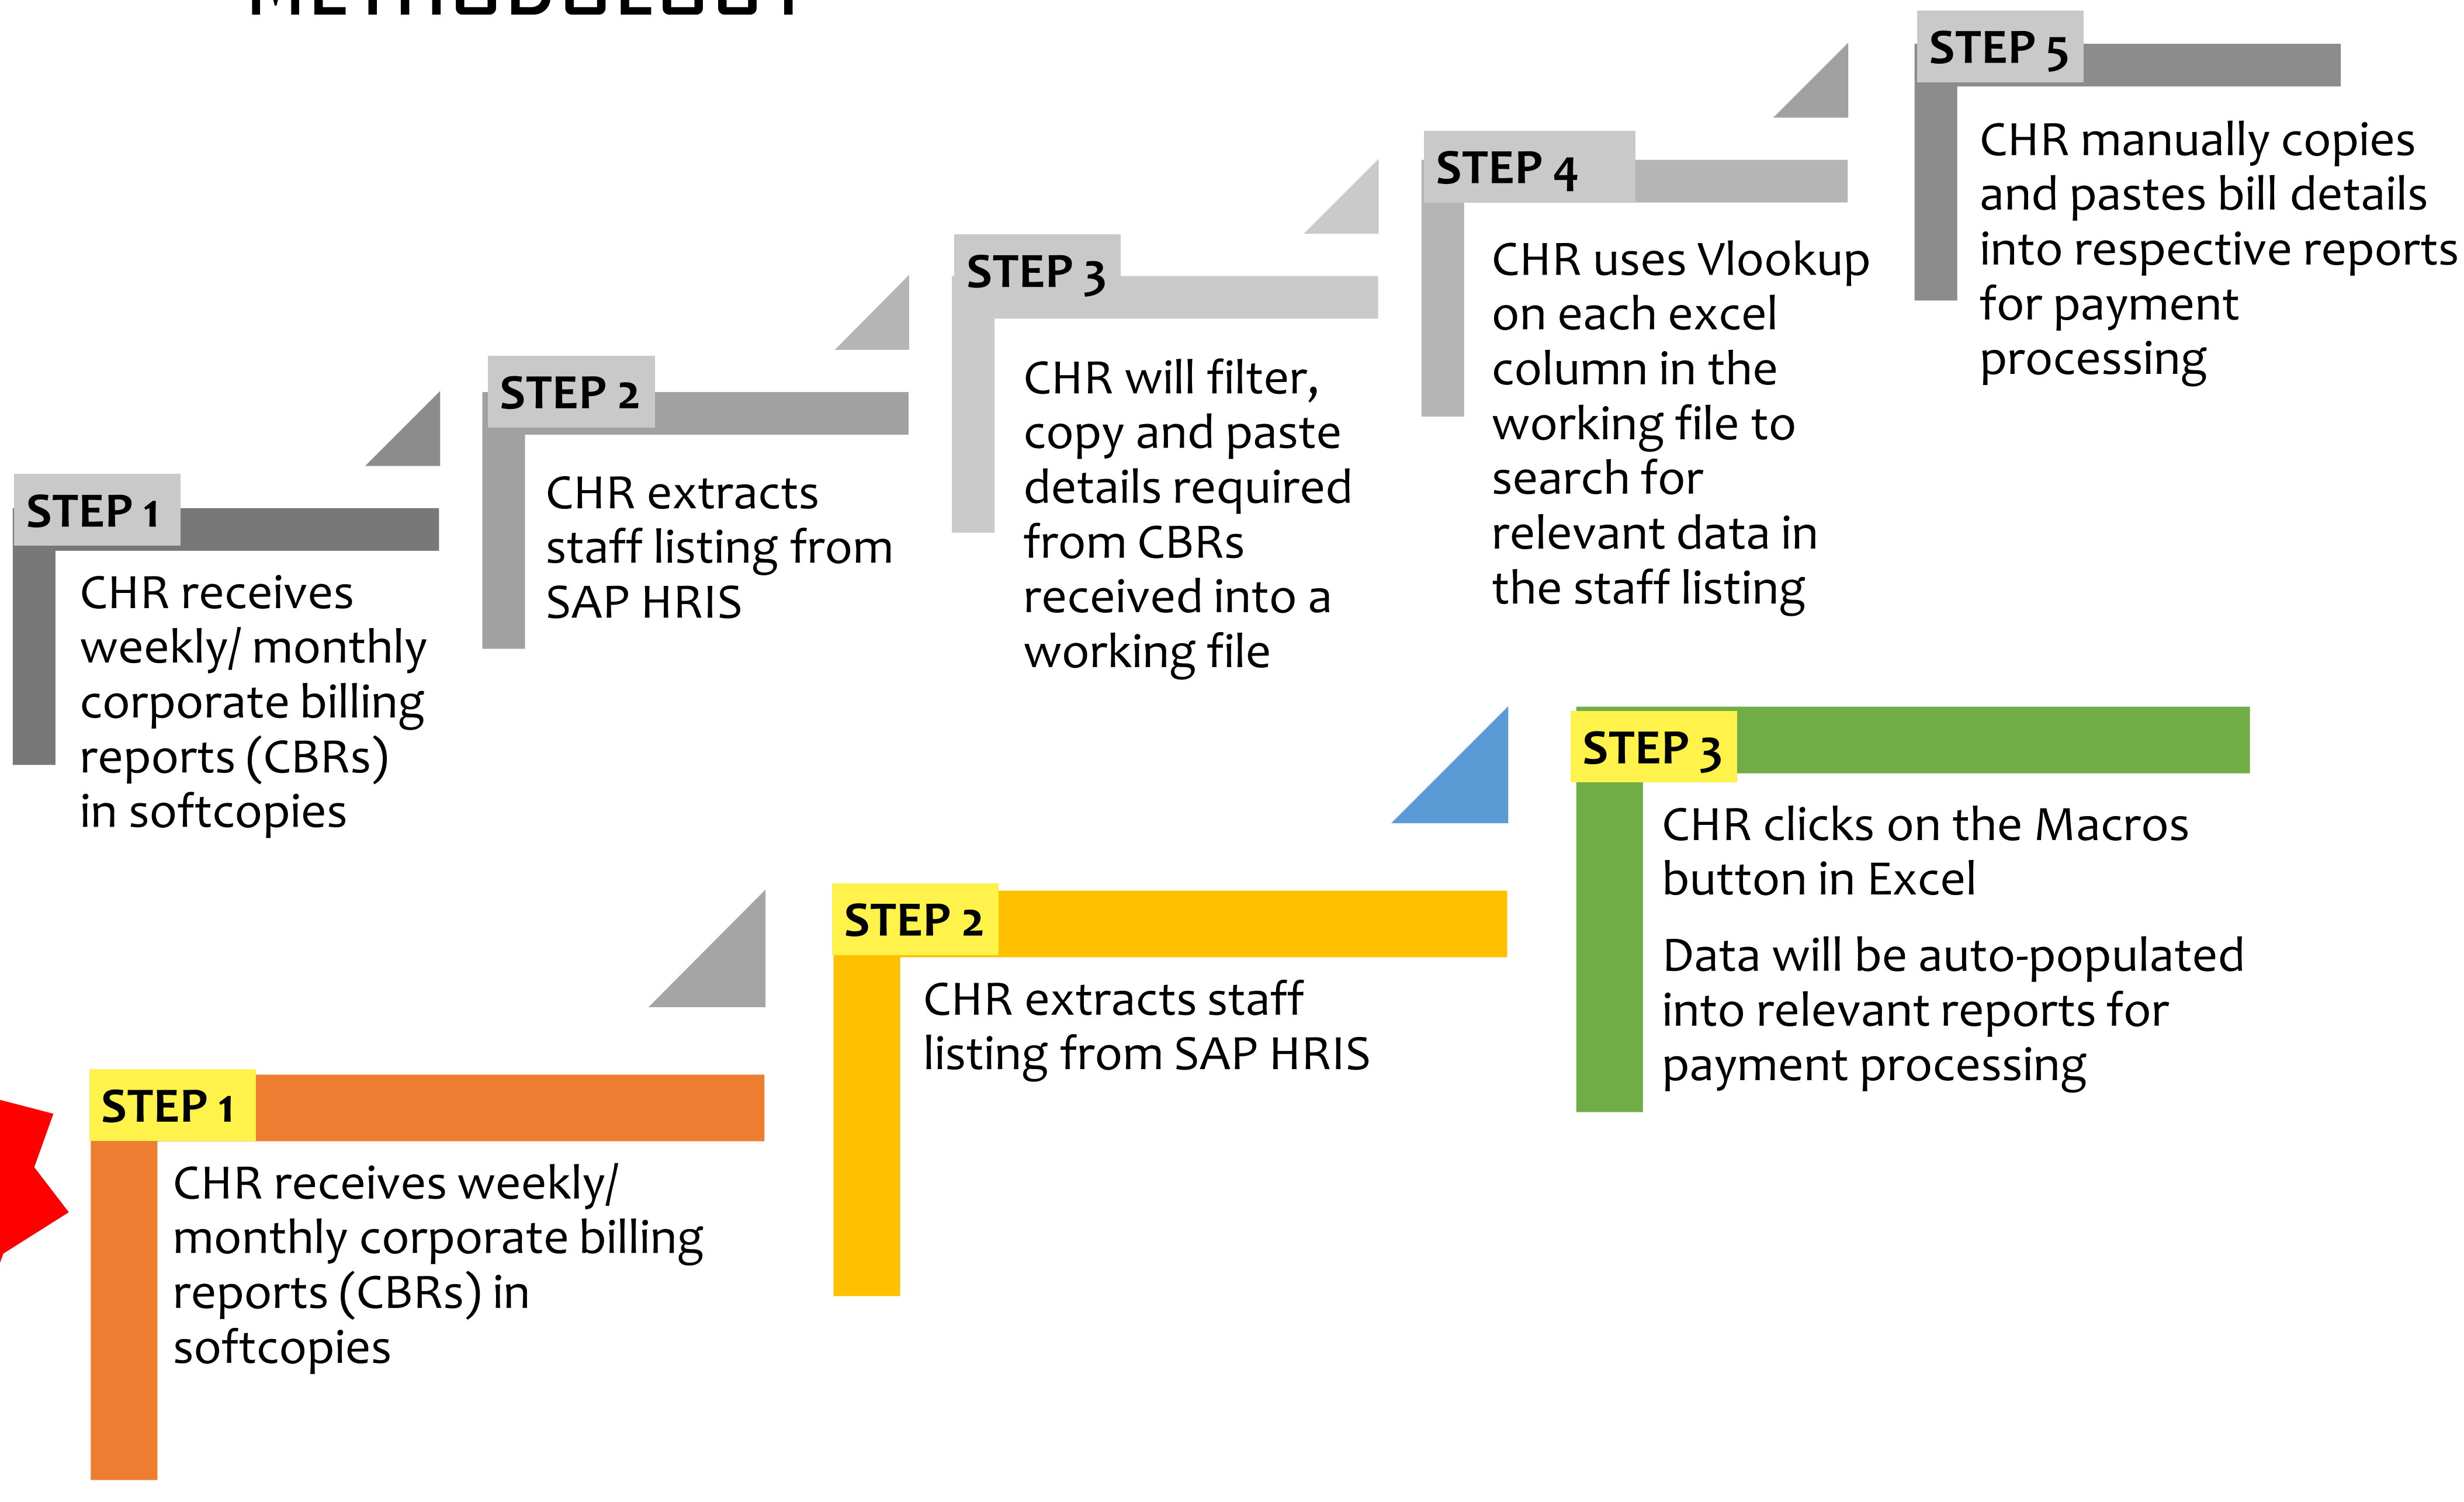 METHODOLOGY
STEP 1
CHR receives
weekly/ monthly
corporate billing
reports (CBRs)
in softcopies
STEP 2
CHR extracts
staff listing from
SAP HRIS
STEP 3
CHR will filter,
copy and paste
details required
from CBRs
received into a
working file
STEP 4
CHR uses Vlookup
on each excel
column in the
working file to
search for
relevant data in
the staff listing
STEP 5
CHR manually copies
and pastes bill details
into respective reports
for payment
processing
STEP 1
CHR receives weekly/
monthly corporate billing
reports (CBRs) in
softcopies
STEP 2
CHR extracts staff
listing from SAP HRIS
STEP 3
CHR clicks on the Macros
button in Excel
Data will be auto-populated
into relevant reports for
payment processing